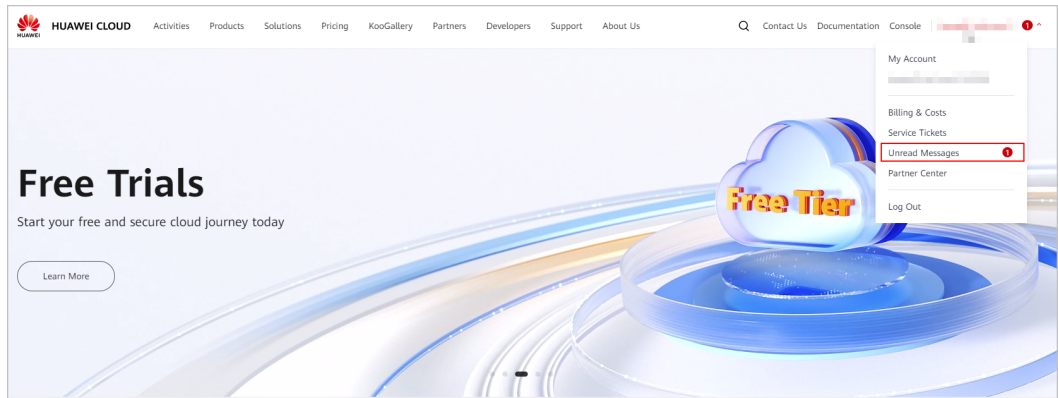 HUAWEI
HUAWEI CLOUD Activities Products Solutions Pricing KooGallery Partners Developers Support About Us Contact Us Documentation Console 1
My Account
Billing & Costs
Service Tickets
Unread Messages 1
Partner Center
Log Out
Free Trials
Start your free and secure cloud journey today
Learn More
Free Tier